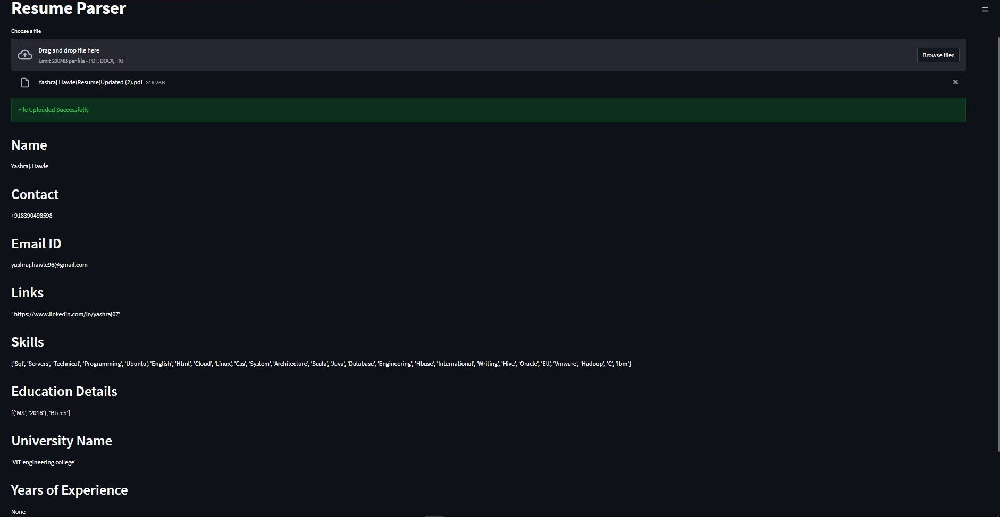 Resume Parser
Choose a file
Drag and drop file here
Limit 200MB per file • PDF, DOCX, TXT
Browse files
Yashraj Hawle(Resume)Updated (2).pdf 316.2KB
File Uploaded Successfully
Name
Yashraj.Hawle
Contact
+918390498598
Email ID
yashraj.hawle96@gmail.com
Links
' https://www.linkedin.com/in/yashraj07'
Skills
['Sql', 'Servers', 'Technical', 'Programming', 'Ubuntu', 'English', 'Html', 'Cloud', 'Linux', 'Css', 'System', 'Architecture', 'Scala', 'Java', 'Database', 'Engineering', 'Hbase', 'International', 'Writing', 'Hive', 'Oracle', 'Etl', 'Vmware', 'Hadoop', 'C', 'Ibm']
Education Details
[('MS', '2016'), 'BTech']
University Name
'VIT engineering college'
Years of Experience
None